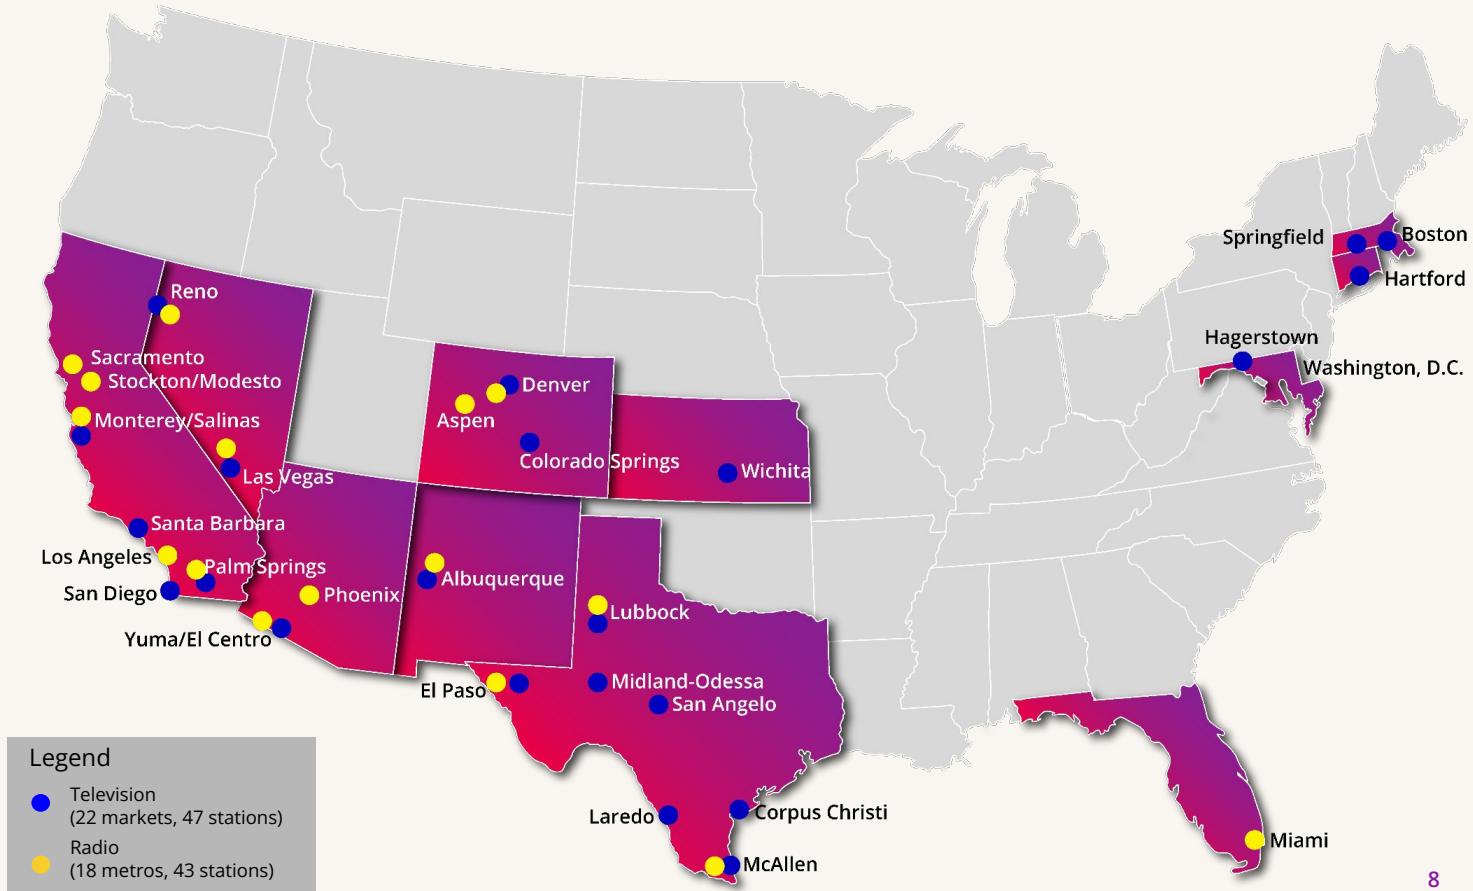 Springfield
Boston
Hartford
Reno
Hagerstown
Sacramento
Washington, D.C.
Stockton/Modesto
Denver
Aspen
Monterey/Salinas
Colorado Springs
Wichita
Las Vegas
Santa Barbara
Los Angeles
Palm Springs
San Diego
Phoenix
Albuquerque
Lubbock
Yuma/El Centro
El Paso
Midland-Odessa
San Angelo
Legend
Television
(22 markets, 47 stations)
Radio
(18 metros, 43 stations)
Laredo
Corpus Christi
McAllen
Miami
8